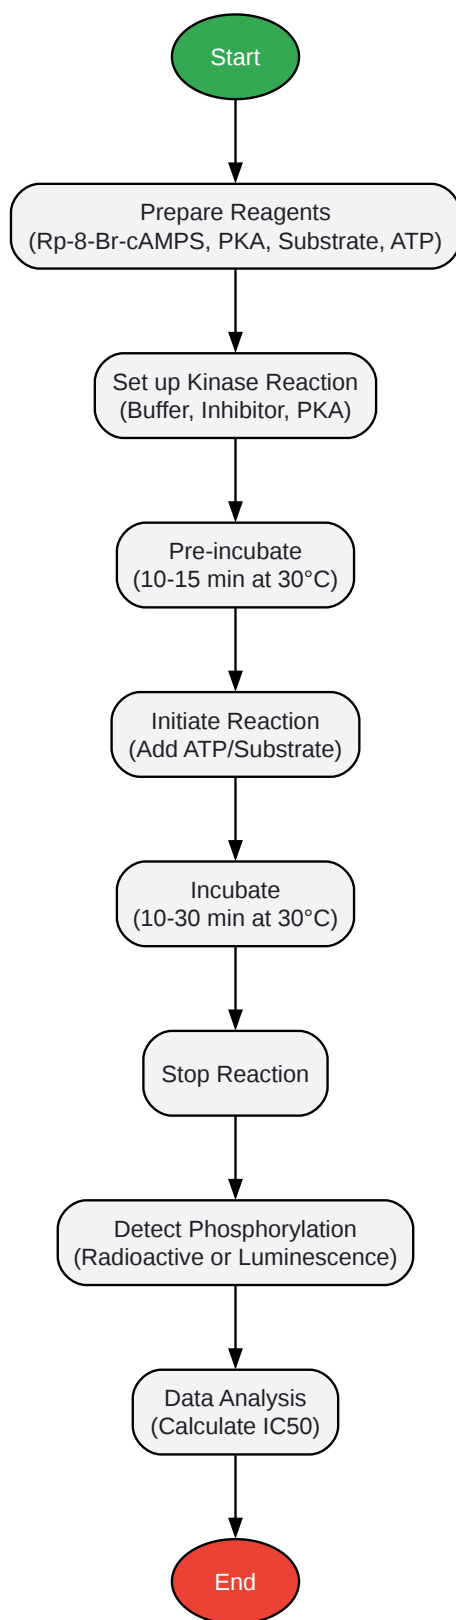 Start
Prepare Reagents
(Rp-8-Br-cAMPS, PKA, Substrate, ATP)
Set up Kinase Reaction
(Buffer, Inhibitor, PKA)
Pre-incubate
(10-15 min at 30°C)
Initiate Reaction
(Add ATP/Substrate)
Incubate
(10-30 min at 30°C)
Stop Reaction
Detect Phosphorylation
(Radioactive or Luminescence)
Data Analysis
(Calculate IC50)
End